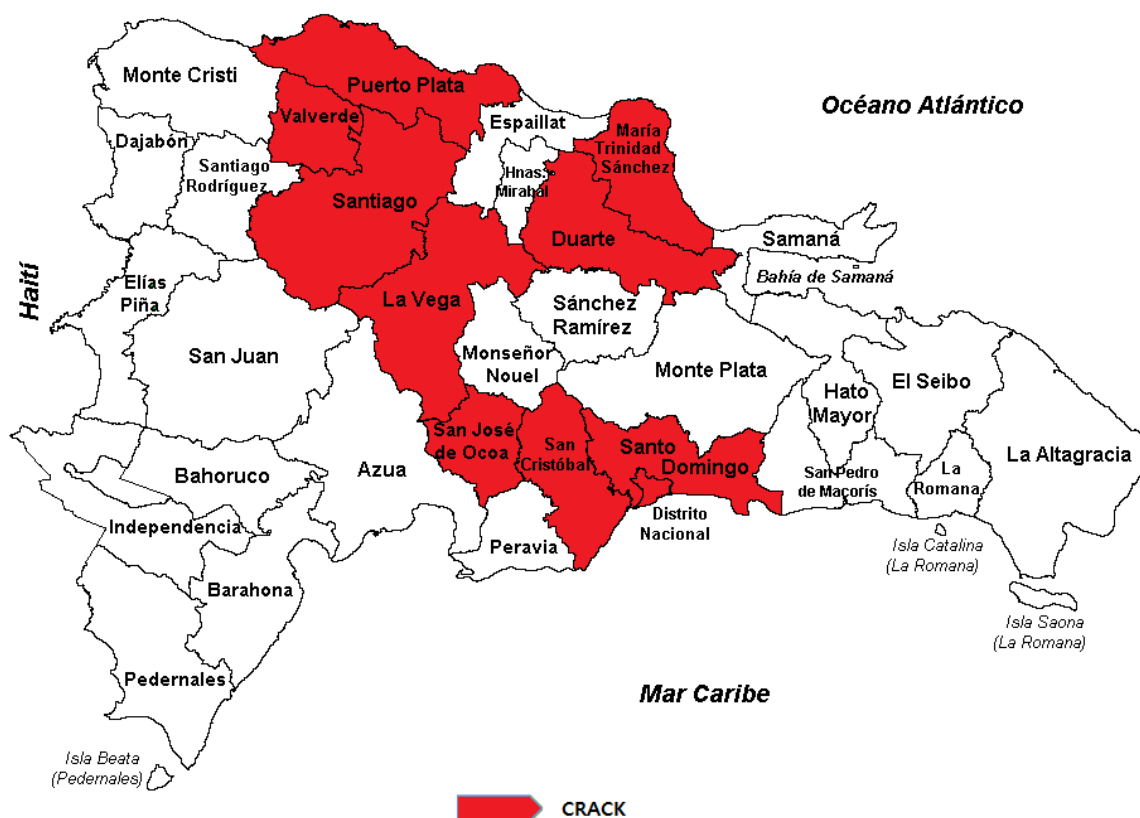 Monte Cristi
Puerto Plata
Océano Atlántico
Valverde
Espaillat
María
Trinidad
Sánchez
Dajabón
Santiago
Rodríguez
Hnas.
Mirabal
Santiago
Duarte
Samaná
Bahía de Samaná
Haití
Elías
Piña
La Vega
Sánchez
Ramírez
San Juan
Monseñor
Nouel
Monte Plata
El Seibo
Hato
Mayor
San José
de Ocoa
San
Cristóbal
Santo
Domingo
La Altagracia
Azua
Bahoruco
San Pedro
de Macorís
La
Romana
Distrito
Nacional
Independencia
Peravia
Isla Catalina
(La Romana)
Barahona
Isla Saona
(La Romana)
Pedernales
Mar Caribe
Isla Beata
(Pedernales)
CRACK